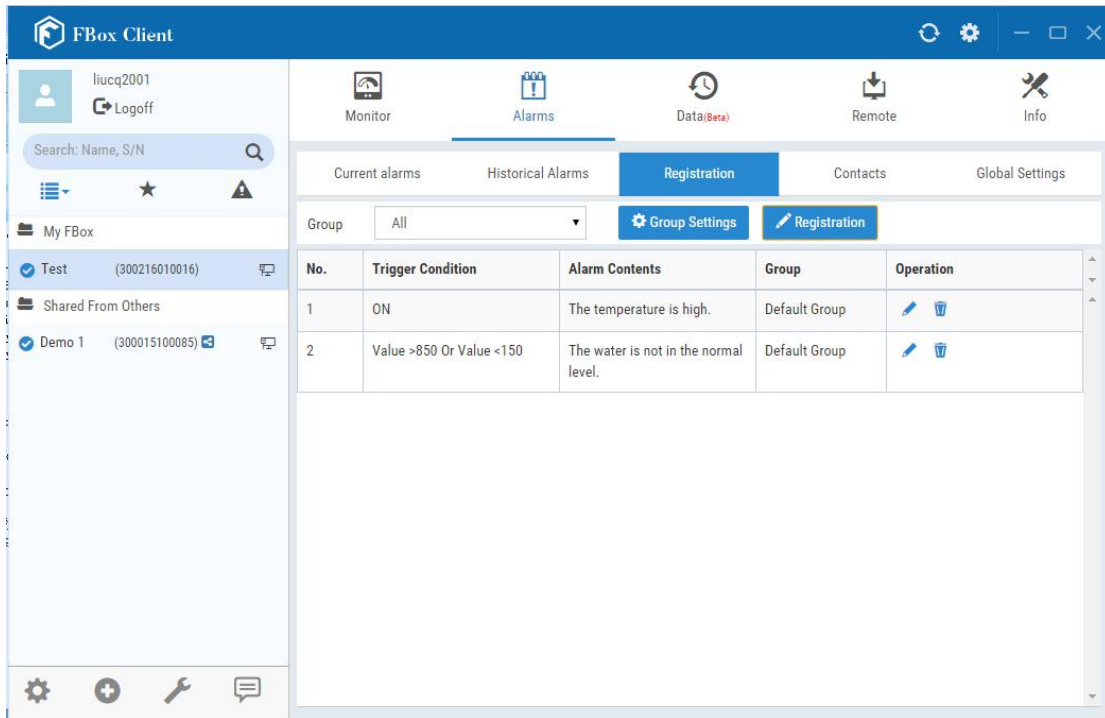 FBox Client
liucq2001
Logoff
Search: Name, S/N
My FBox
Test (300216010016)
Shared From Others
Demo 1 (300015100085)
Monitor Alarms Data(Beta) Remote Info
Current alarms Historical Alarms Registration Contacts Global Settings
Group All Group Settings Registration
No. Trigger Condition Alarm Contents Group Operation
1 ON The temperature is high. Default Group
2 Value >850 Or Value <150 The water is not in the normal Default Group
level.